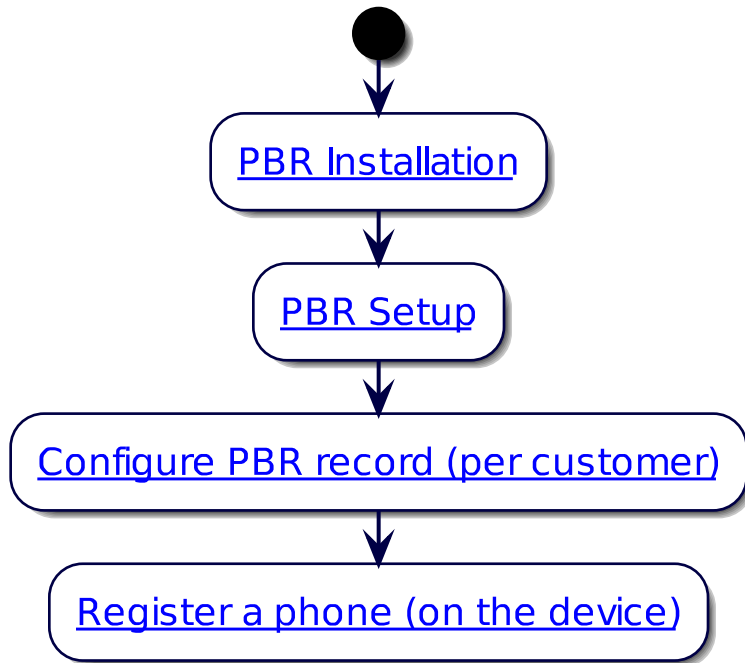 PBR Installation
PBR Setup
Configure PBR record (per customer)
Register a phone (on the device)